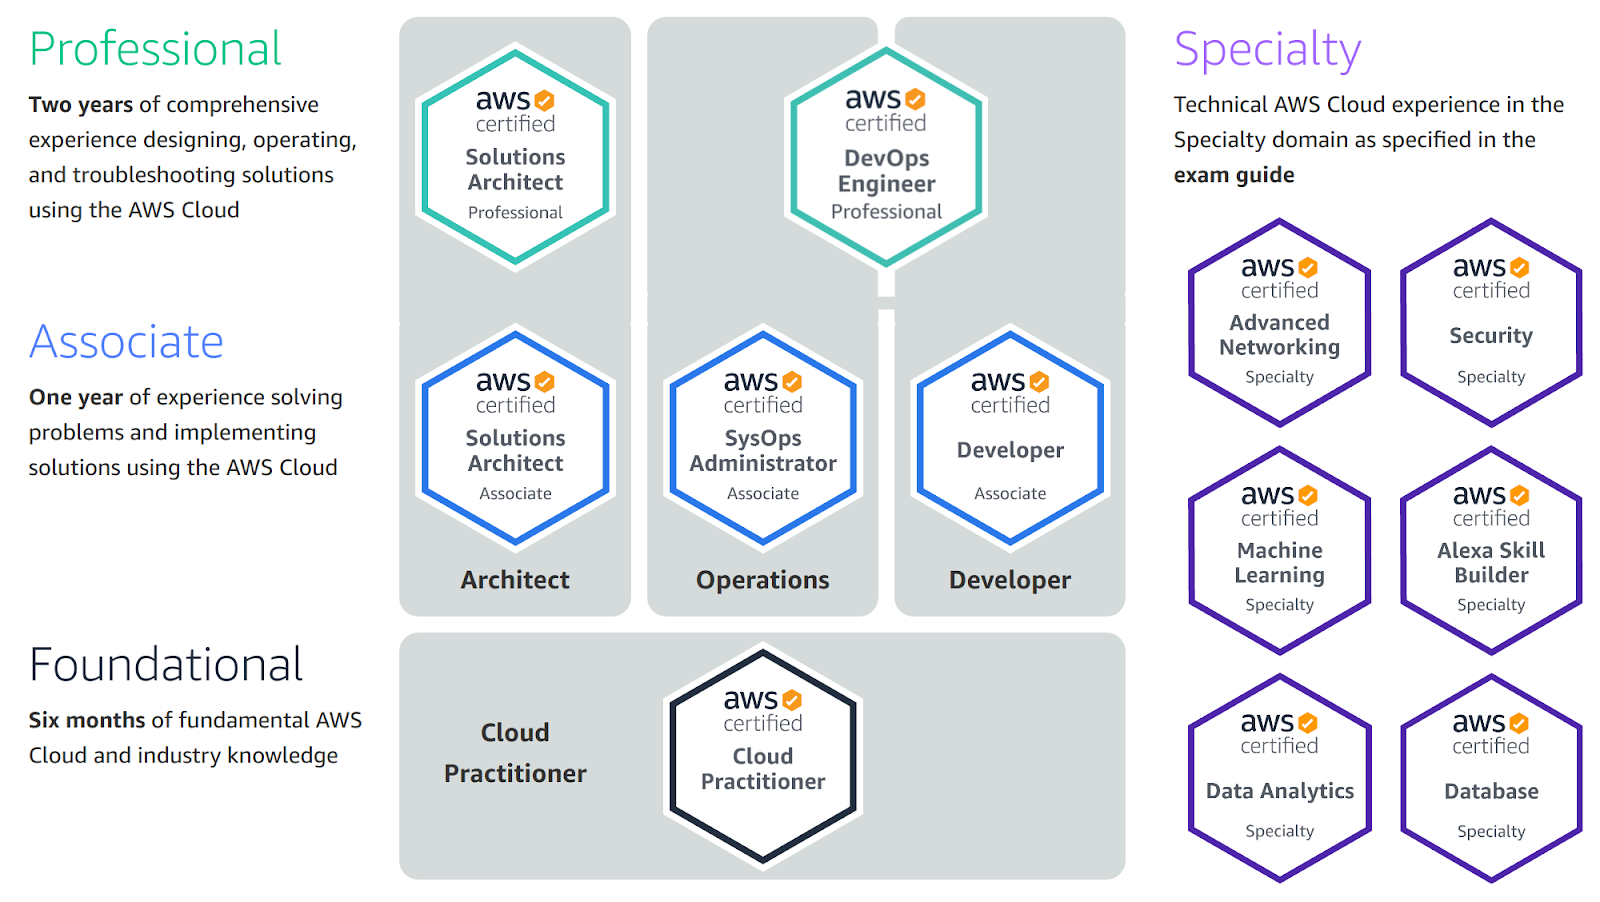 Professional
Two years of comprehensive
experience designing, operating,
and troubleshooting solutions
using the AWS Cloud
aws
certified
Solutions
Architect
Professional
aws
certified
DevOps
Engineer
Professional
Associate
One year of experience solving
problems and implementing
solutions using the AWS Cloud
aws
certified
Solutions
Architect
Associate
aws
certified
SysOps
Administrator
Associate
aws
certified
Developer
Associate
Architect
Operations
Developer
Foundational
Six months of fundamental AWS
Cloud and industry knowledge
Cloud
Practitioner
aws
certified
Cloud
Practitioner
Specialty
Technical AWS Cloud experience in the
Specialty domain as specified in the
exam guide
aws
certified
Advanced
Networking
Specialty
aws
certified
Security
Specialty
aws
certified
Machine
Learning
Specialty
aws
certified
Alexa Skill
Builder
Specialty
aws
certified
Data Analytics
Specialty
aws
certified
Database
Specialty